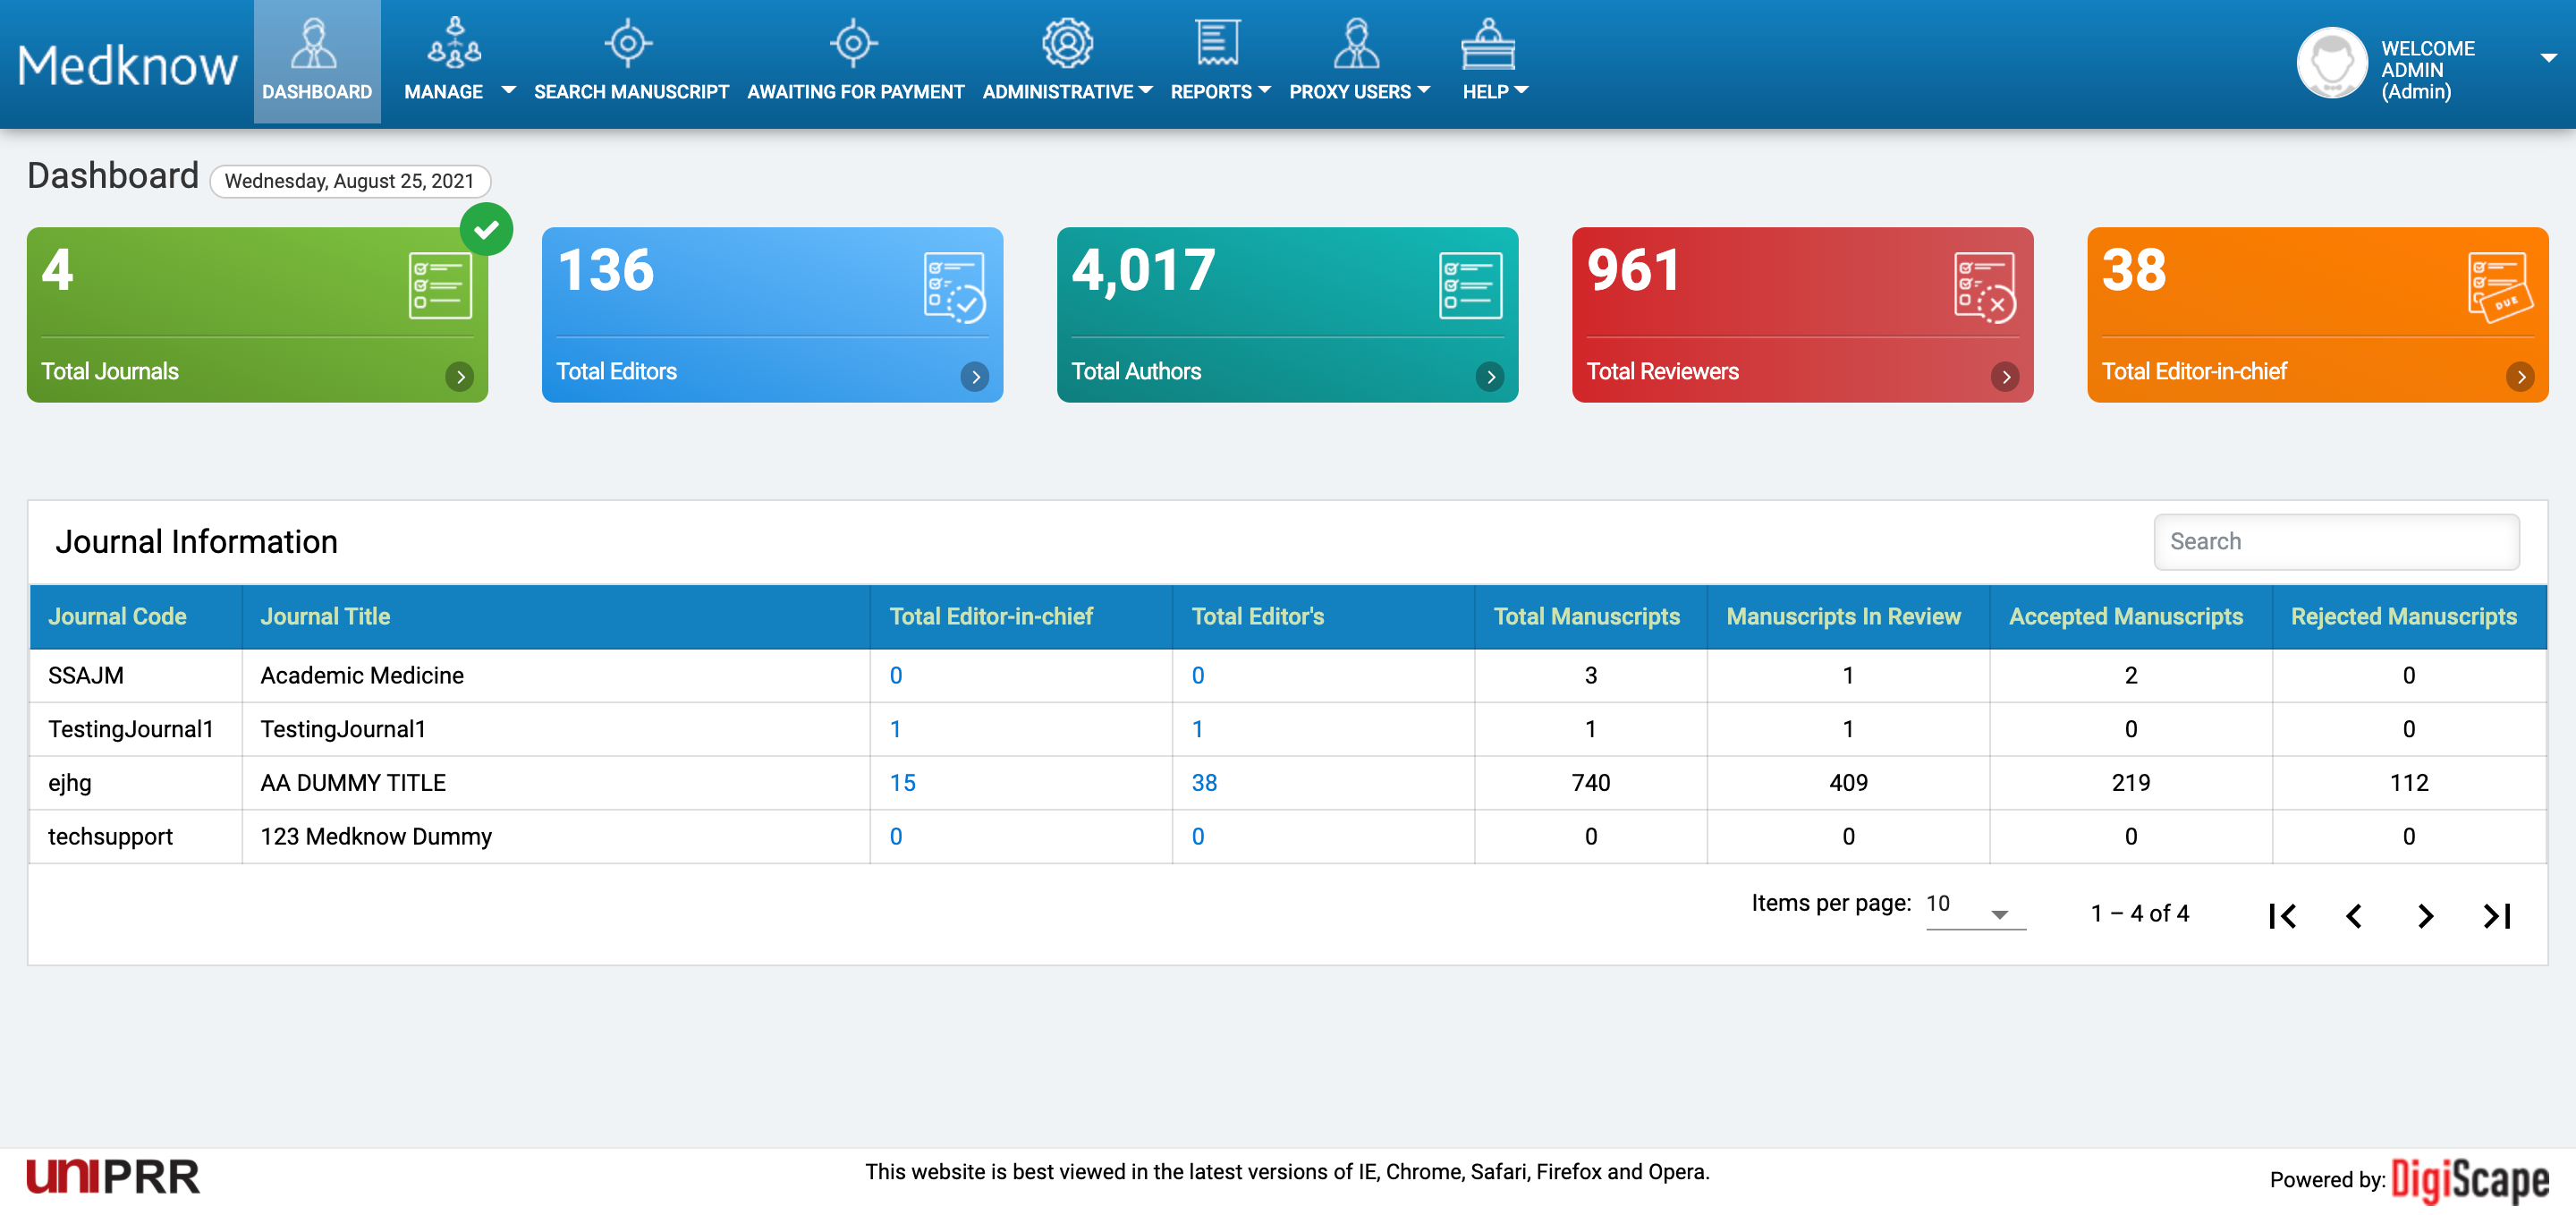 Medknow
DASHBOARD MANAGE SEARCH MANUSCRIPT AWAITING FOR PAYMENT ADMINISTRATIVE REPORTS PROXY USERS HELP
WELCOME
ADMIN
(Admin)
Dashboard Wednesday, August 25, 2021
4
Total Journals
136
Total Editors
4,017
Total Authors
961
Total Reviewers
38
DUE
Total Editor-in-chief
Journal Information Search
Journal Code Journal Title Total Editor-in-chief Total Editor's Total Manuscripts Manuscripts In Review Accepted Manuscripts Rejected Manuscripts
SSAJM Academic Medicine 0 0 3 1 2 0
TestingJournal1 TestingJournal1 1 1 1 1 0 0
ejhg AA DUMMY TITLE 15 38 740 409 219 112
techsupport 123 Medknow Dummy 0 0 0 0 0 0
Items per page: 10 1 – 4 of 4
unIPRR This website is best viewed in the latest versions of IE, Chrome, Safari, Firefox and Opera. Powered by: DigiScape